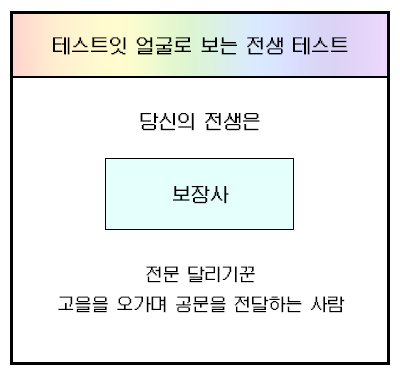 테스트잇 얼굴로 보는 전생 테스트
당신의 전생은
보장사
전문 달리기꾼
고을을 오가며 공문을 전달하는 사람